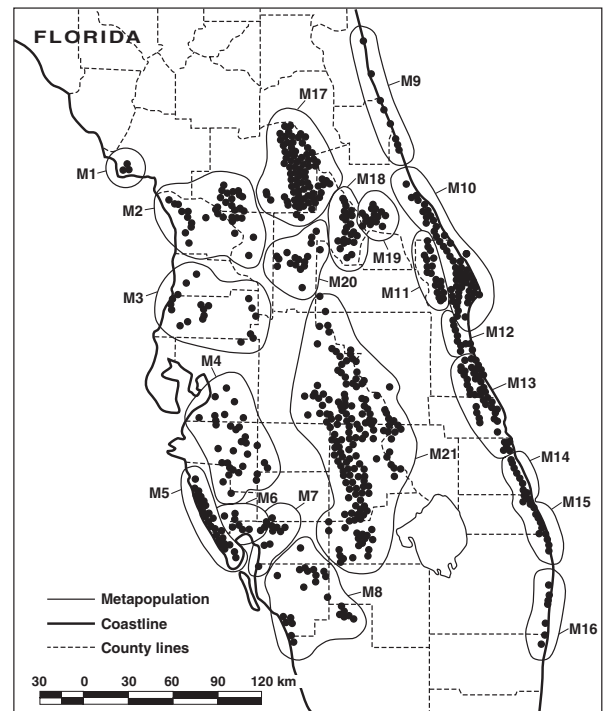 FLORIDA
M9
M17
M1
M18
M10
M2
M19
M20
M11
M3
M12
M4
M13
M21
M14
M5
M6
M7
M15
M8
M16
Metapopulation
Coastline
County lines
30 0 30 60 90 120 km